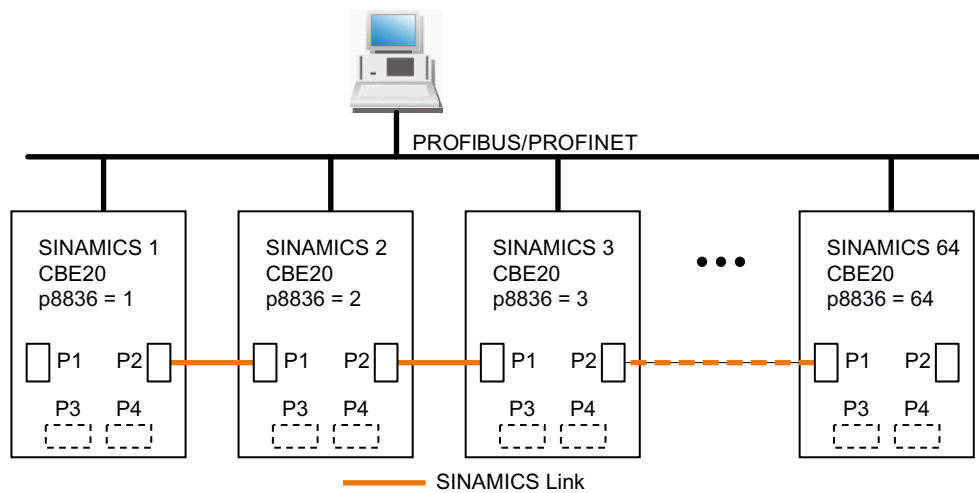 PROFIBUS/PROFINET
SINAMICS 1
CBE20
p8836 = 1
P1 P2
P3 P4
SINAMICS 2
CBE20
p8836 = 2
P1 P2
P3 P4
SINAMICS 3
CBE20
p8836 = 3
P1 P2
P3 P4
SINAMICS 64
CBE20
p8836 = 64
P1 P2
P3 P4
SINAMICS Link